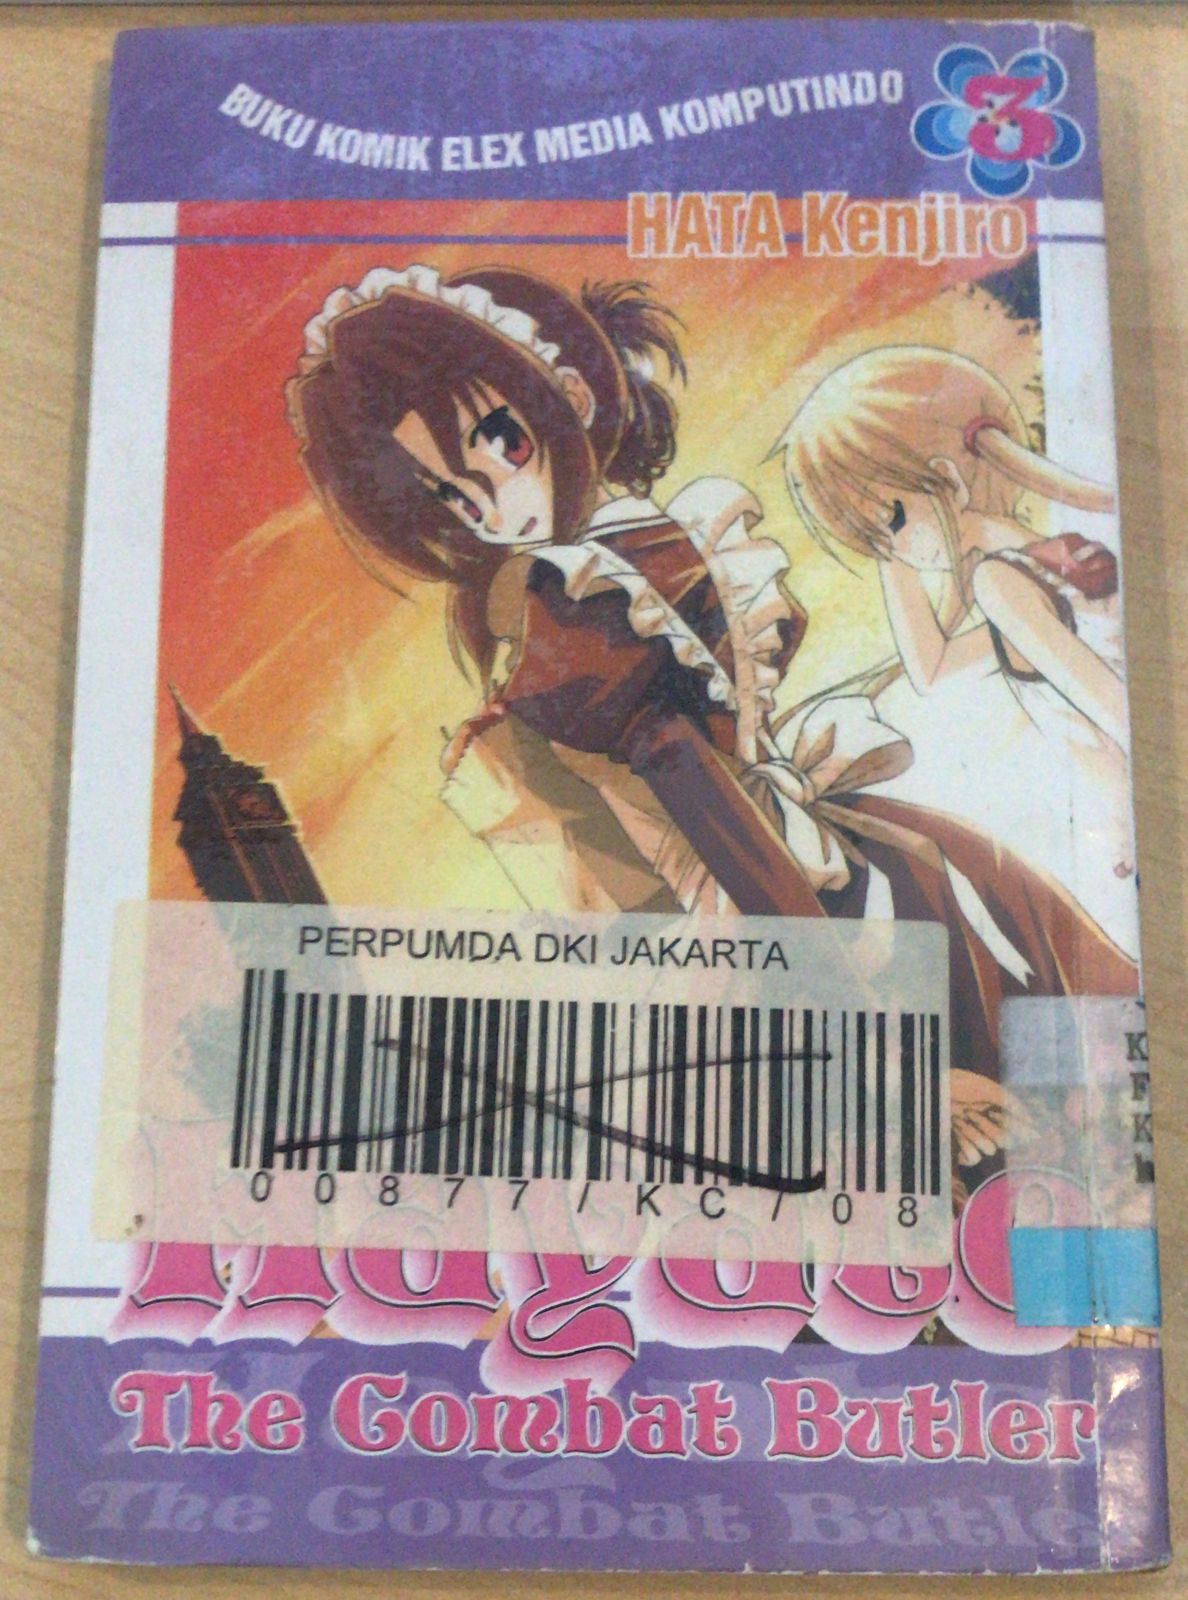 BUKU KOMIK ELEX MEDIA KOMPUTINDO
3
HATA Kenjiro
PERPUMDA DKI JAKARTA
00877/KC/08
Hayate
The Combat Butler
The Combat Butler